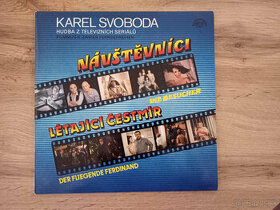 KAREL SVOBODA
HUDBA Z TELEVIZNÍCH SERIÁLŮ
NÁVŠTĚVNÍCI
DIE BESUCHER
LÉTAJÍCÍ ČESTMÍR
DER FLIEGENDE FERDINAND